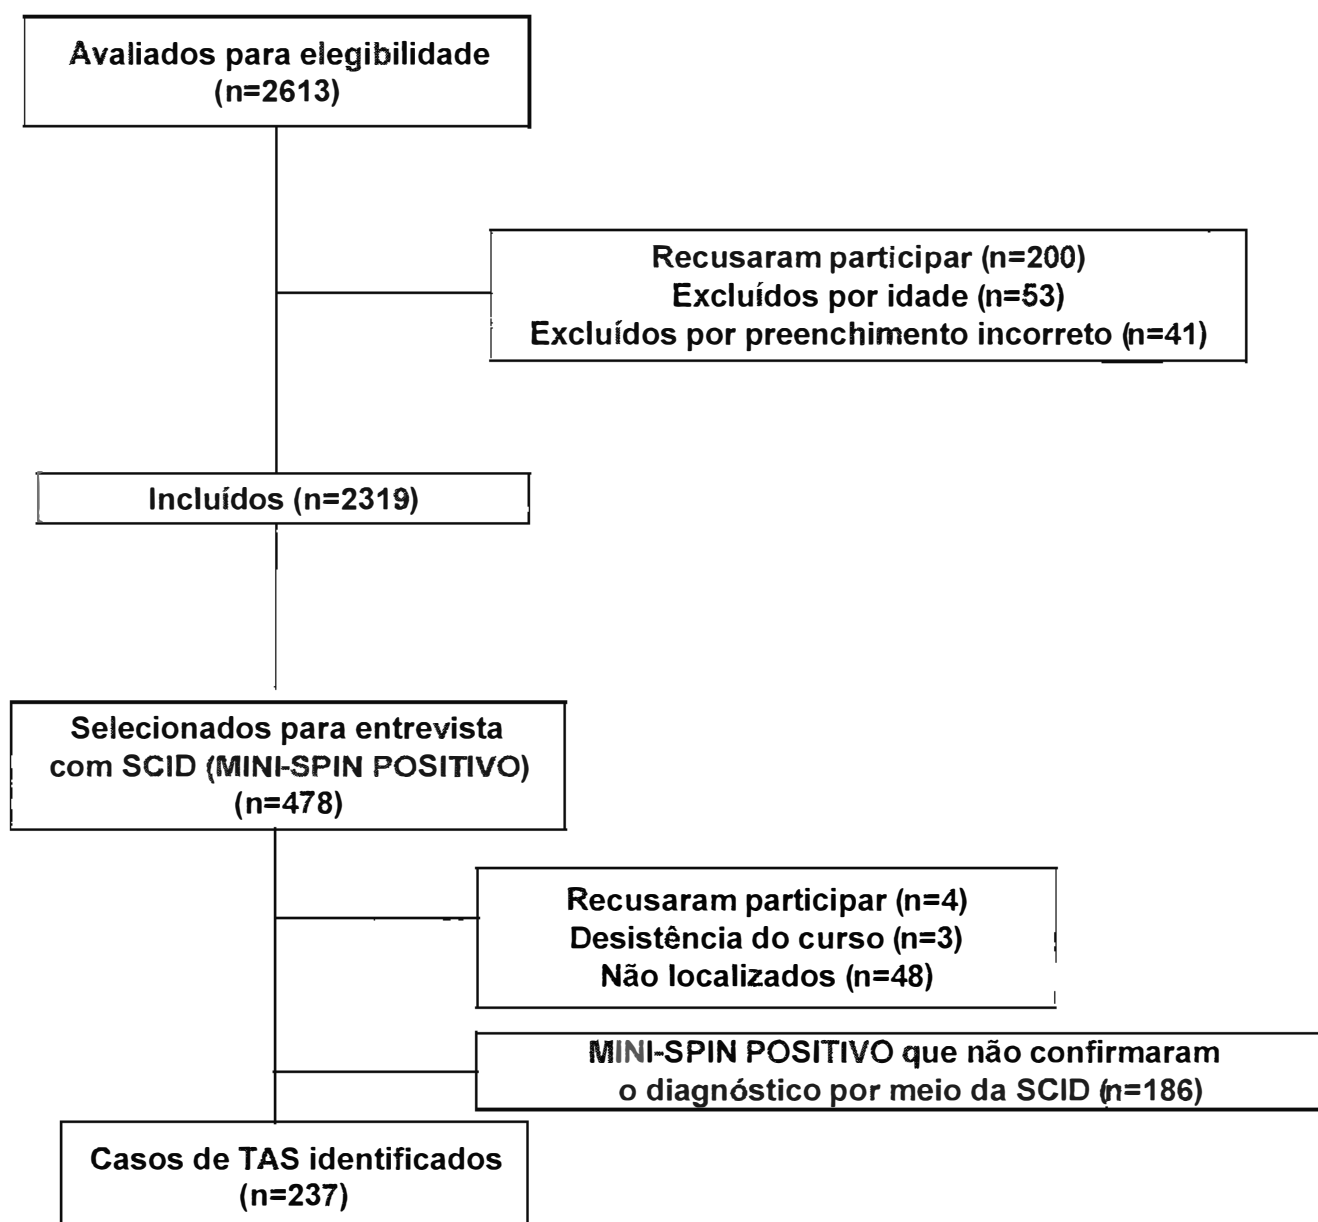 Avaliados para elegibilidade
(n=2613)
Recusaram participar (n=200)
Excluídos por idade (n=53)
Excluídos por preenchimento incorreto (n=41)
Incluídos (n=2319)
Selecionados para entrevista
com SCID (MINI-SPIN POSITIVO)
(n=478)
Recusaram participar (n=4)
Desistência do curso (n=3)
Não localizados (n=48)
MINI-SPIN POSITIVO que não confirmaram
o diagnóstico por meio da SCID (n=186)
Casos de TAS identificados
(n=237)